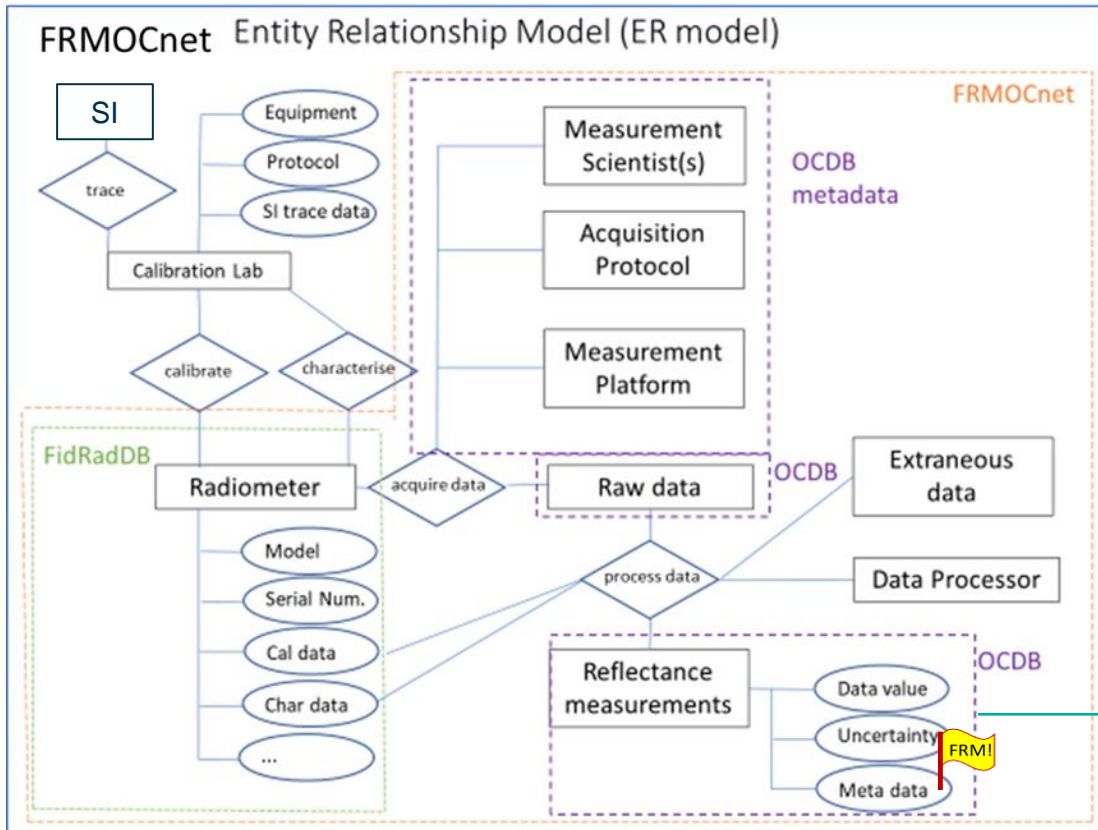 FRMOCnet Entity Relationship Model (ER model)
SI
Equipment
FRMOCnet
Measurement
Scientist(s)
Protocol
OCDB
metadata
trace
SI trace data
Acquisition
Protocol
Calibration Lab
Measurement
Platform
calibrate
characterise
FidRadDB
Extraneous
data
Radiometer
acquire data
Raw data
OCDB
Model
process data
Data Processor
Serial Num.
Cal data
Reflectance
measurements
OCDB
Data value
Char data
Uncertainty
FRM!
...
Meta data